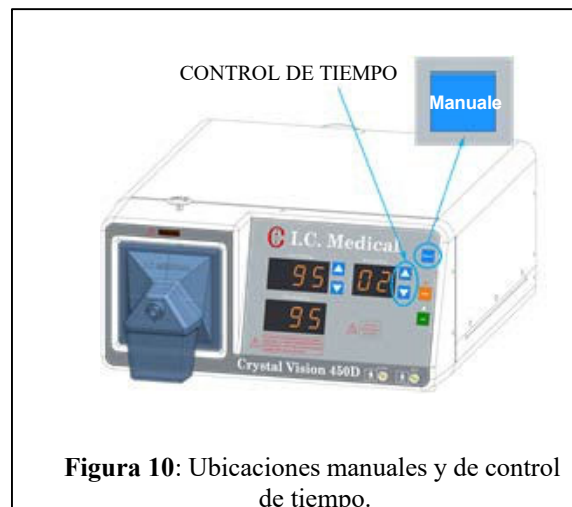 CONTROL DE TIEMPO
Manuale
I.C. Medical
95
02
95
Crystal Vision 450D
Figura 10: Ubicaciones manuales y de control
de tiempo.